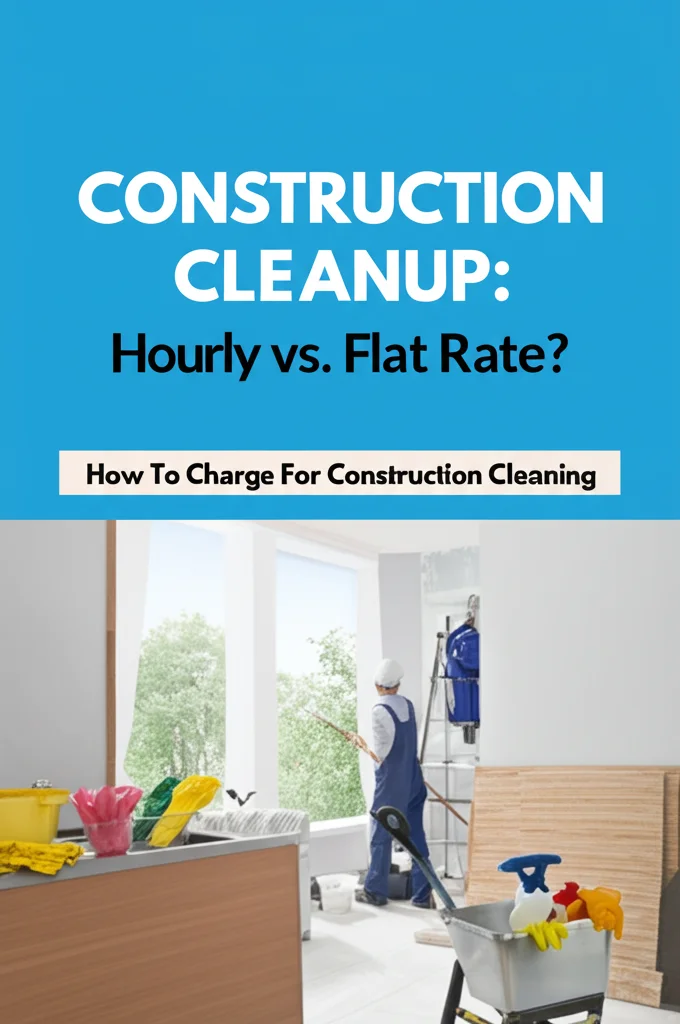 CONSTRUCTION
CLEANUP:
Hourly vs. Flat Rate?
How To Charge For Construction Cleaning